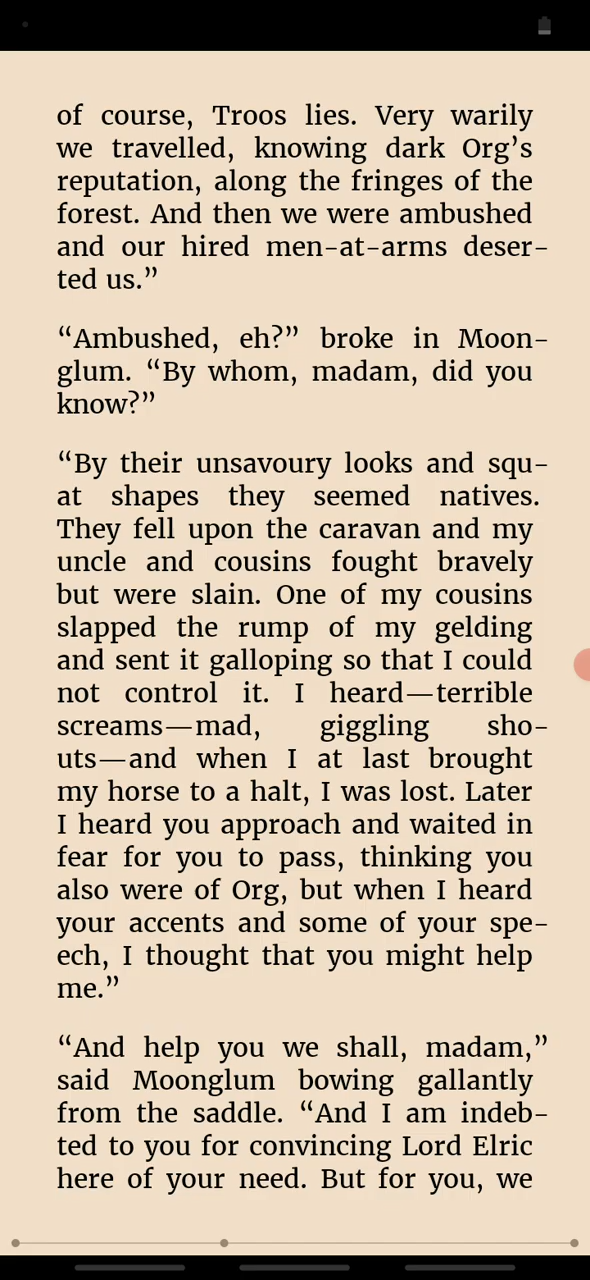 of course, Troos lies. Very warily
we travelled, knowing dark Org’s
reputation, along the fringes of the
forest. And then we were ambushed
and our hired men-at-arms deser-
ted us.”
“Ambushed, eh?” broke in Moon-
glum. “By whom, madam, did you
know?”
“By their unsavoury looks and squ-
at shapes they seemed natives.
They fell upon the caravan and my
uncle and cousins fought bravely
but were slain. One of my cousins
slapped the rump of my gelding
and sent it galloping so that I could
not control it. I heard—terrible
screams—mad, giggling sho-
uts—and when I at last brought
my horse to a halt, I was lost. Later
I heard you approach and waited in
fear for you to pass, thinking you
also were of Org, but when I heard
your accents and some of your spe-
ech, I thought that you might help
me.”
“And help you we shall, madam,”
said Moonglum bowing gallantly
from the saddle. “And I am indeb-
ted to you for convincing Lord Elric
here of your need. But for you, we